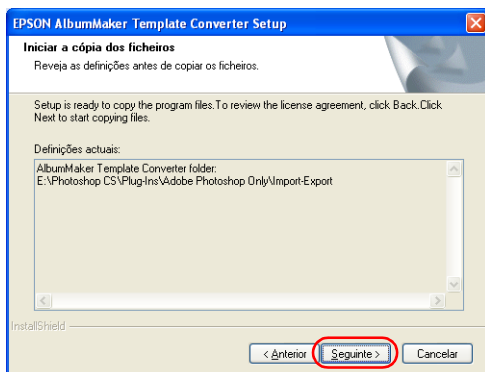 EPSON AlbumMaker Template Converter Setup
Iniciar a cópia dos ficheiros
Reveja as definições antes de copiar os ficheiros.
Setup is ready to copy the program files.To review the license agreement, click Back.Click
Next to start copying files.
Definições actuais:
AlbumMaker Template Converter folder:
E:\Photoshop CS\Plug-Ins\Adobe Photoshop Only\Import-Export
InstallShield
< Anterior Seguinte > Cancelar